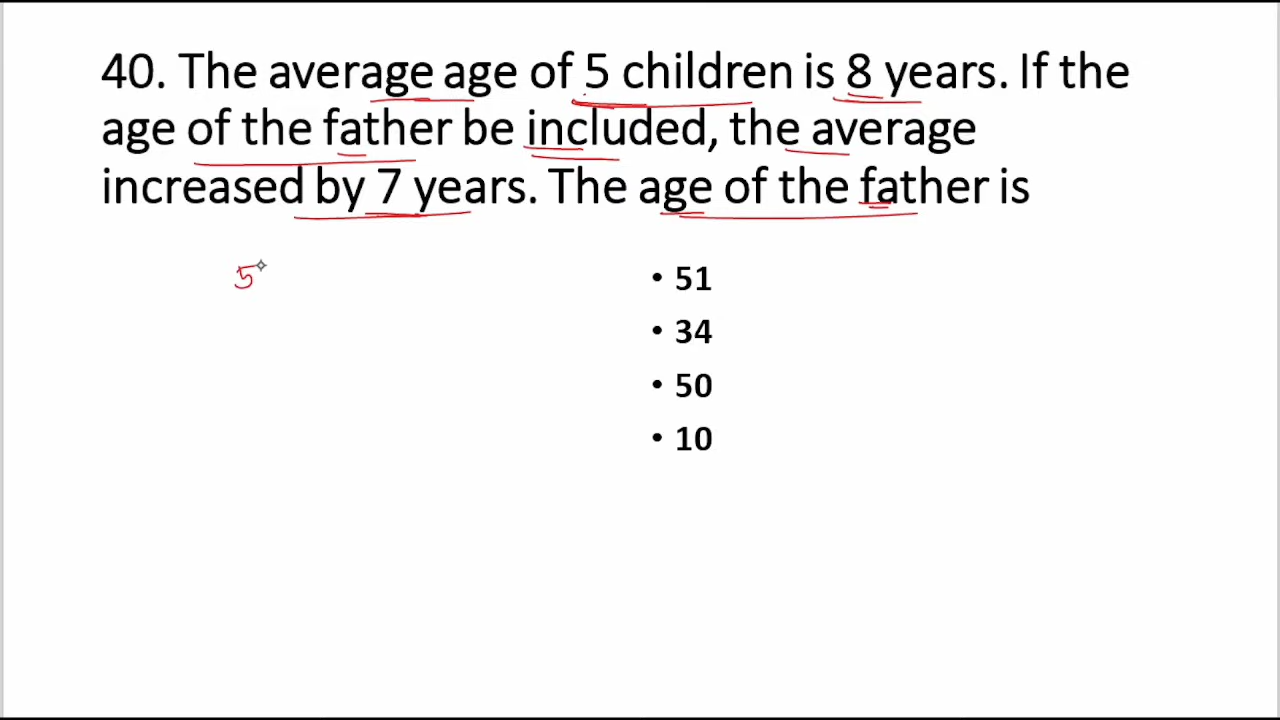 40. The average age of 5 children is 8 years. If the
age of the father be included, the average
increased by 7 years. The age of the father is
5
• 51
• 34
• 50
• 10